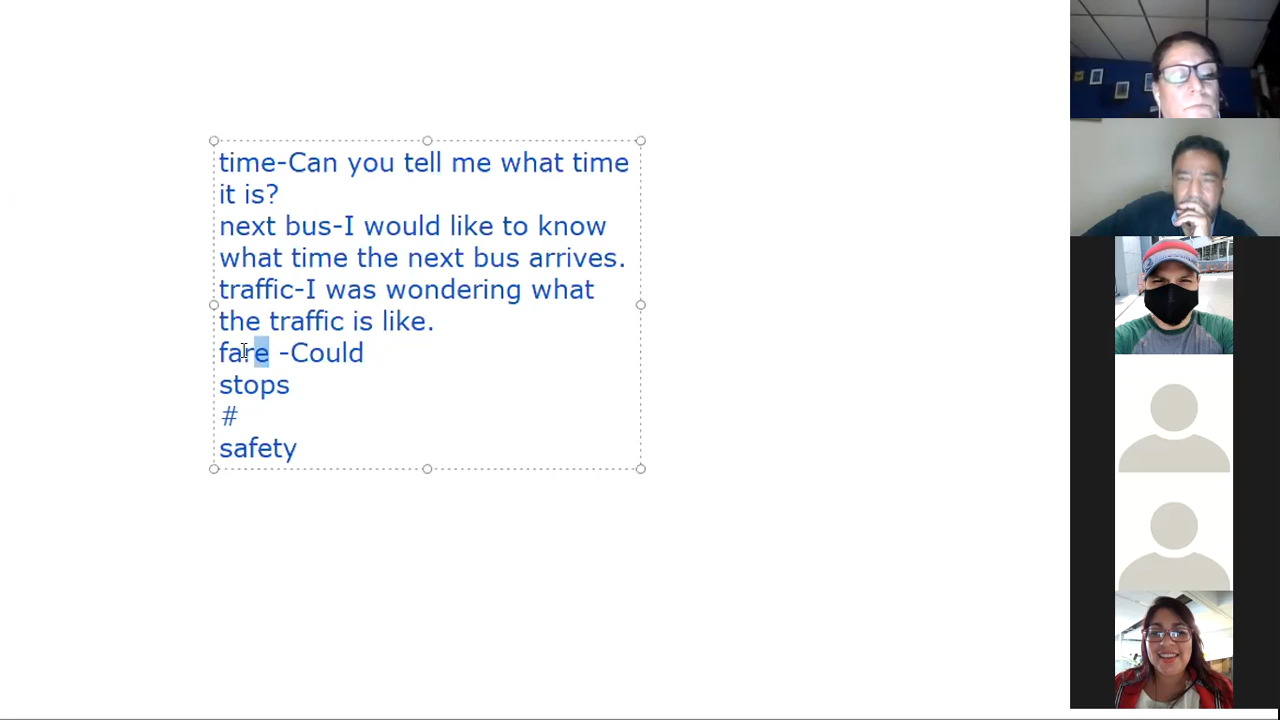 time-Can you tell me what time
it is?
next bus-I would like to know
what time the next bus arrives.
traffic-I was wondering what
the traffic is like.
fare -Could
stops
#
safety